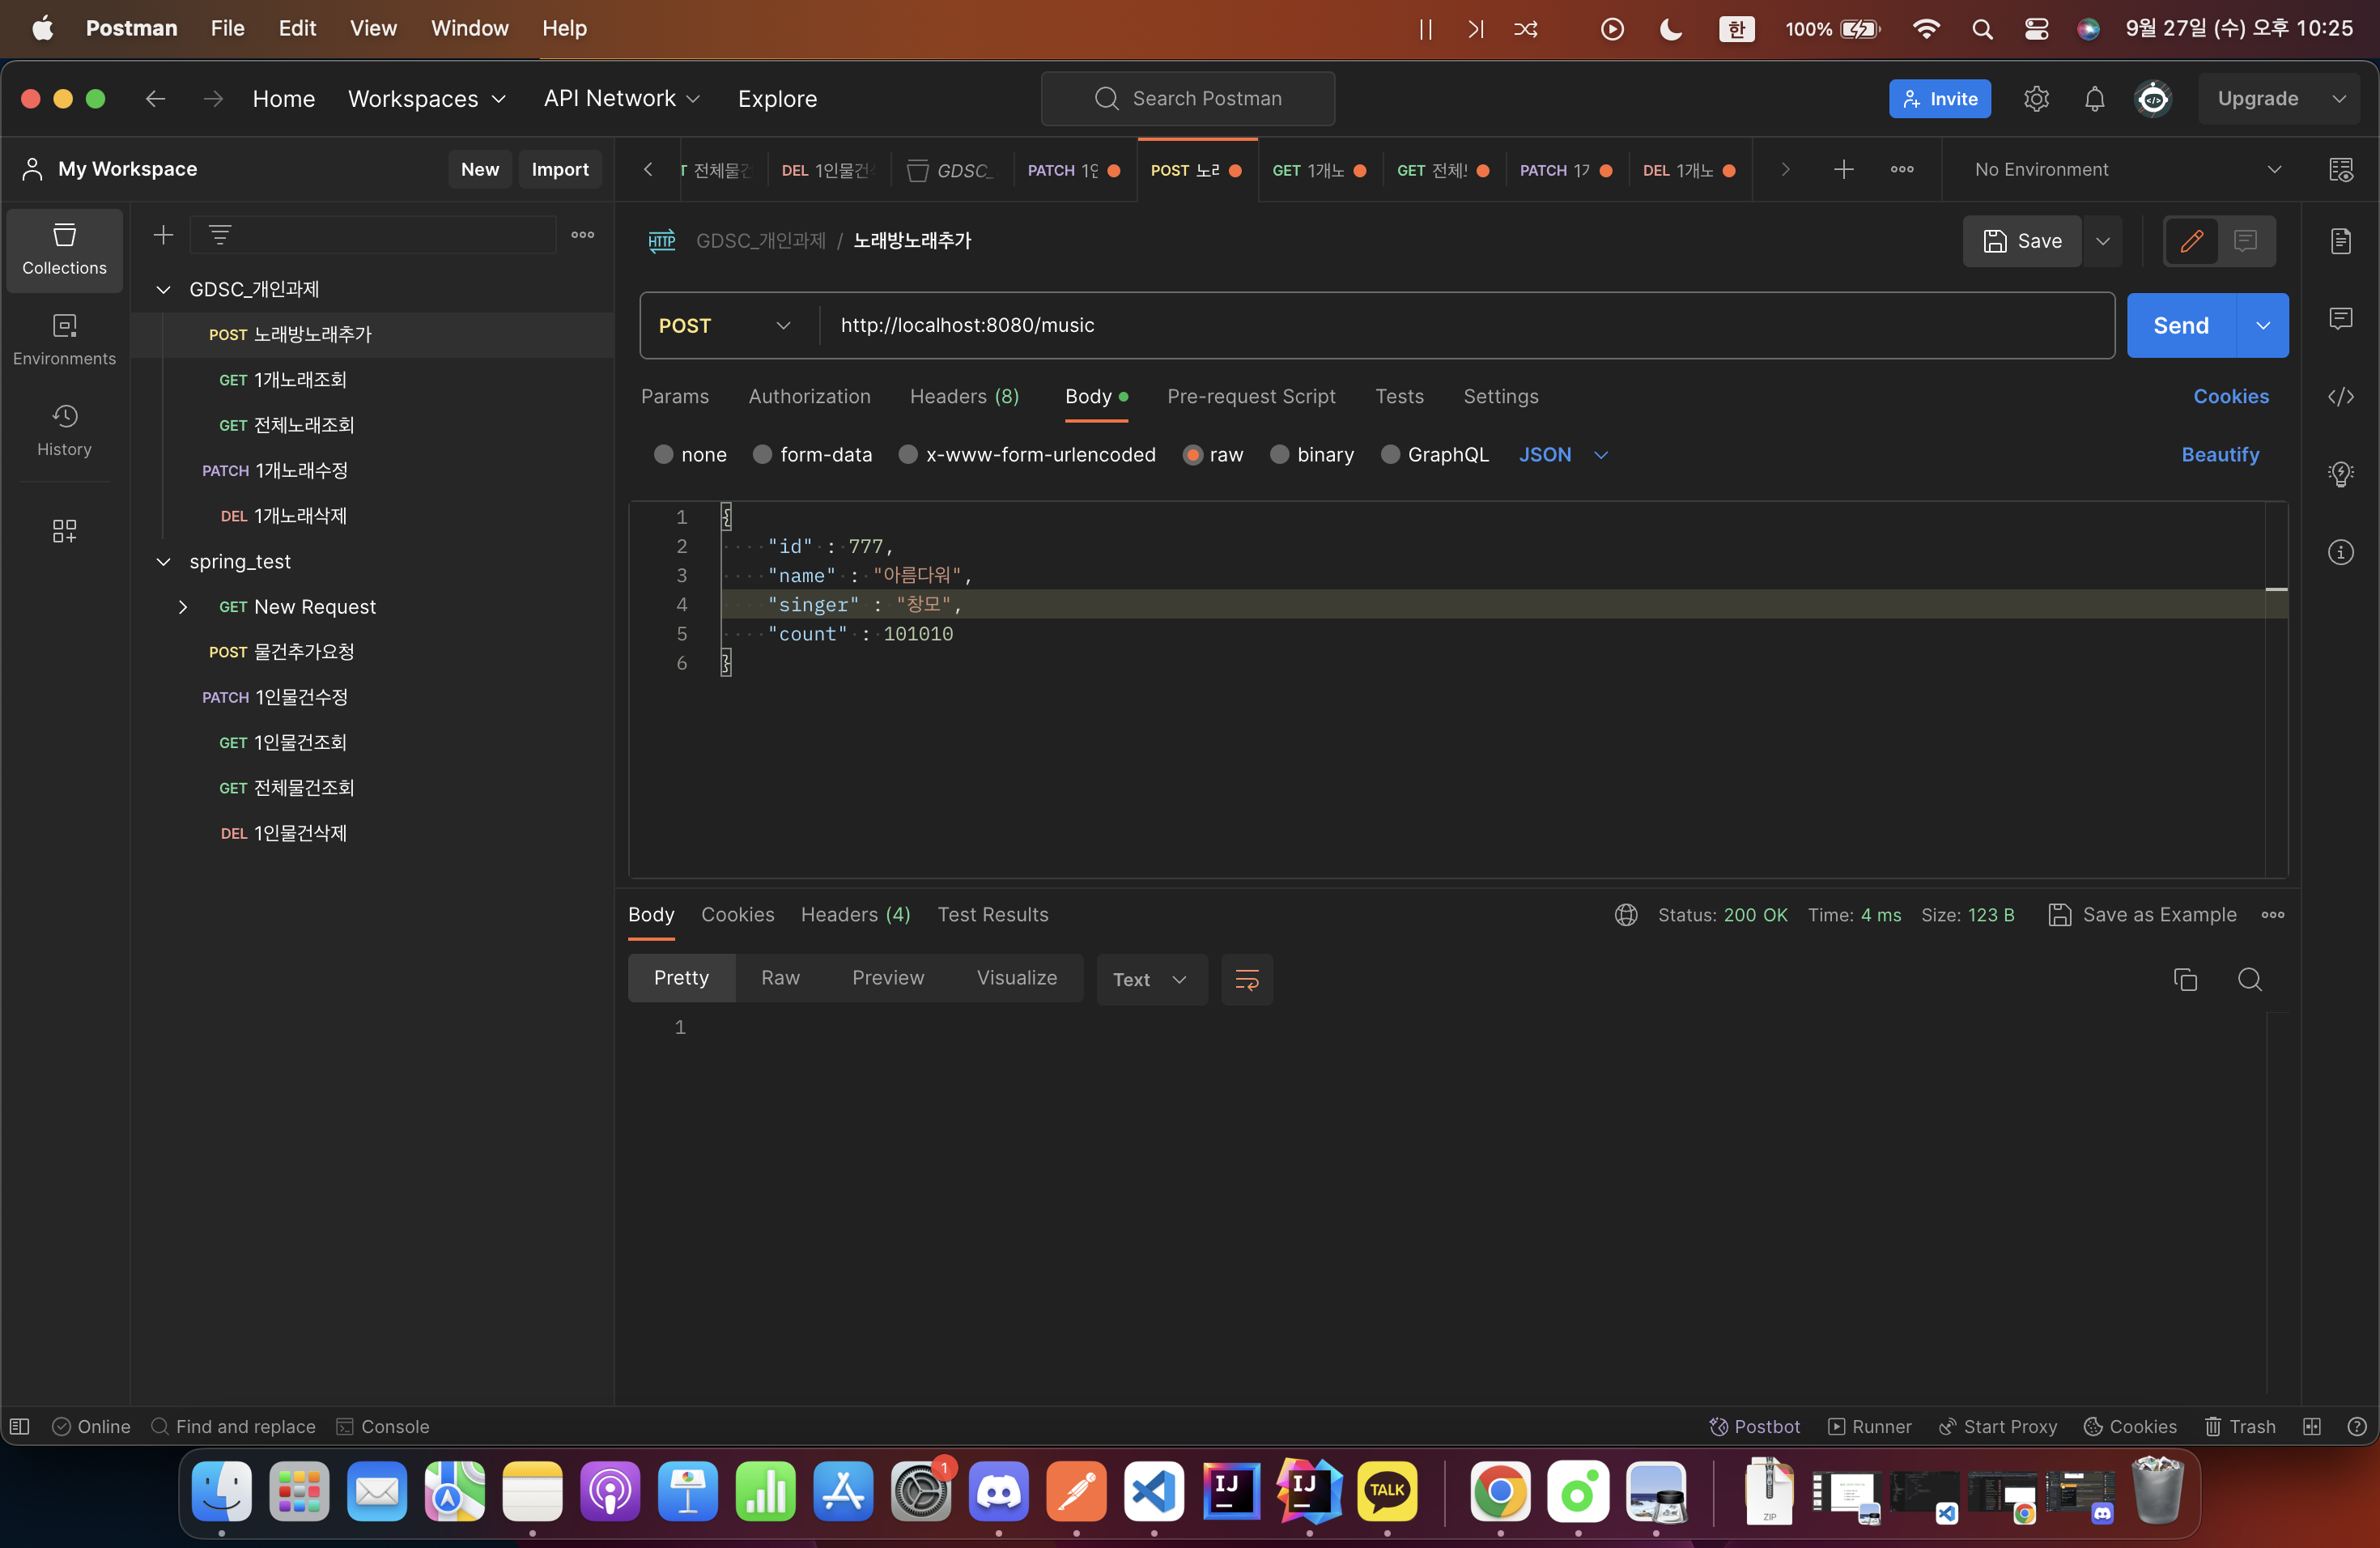 Postman File Edit View Window Help 한 100% 9월 27일 (수) 오후 10:25
Home Workspaces API Network Explore Search Postman Invite Upgrade
My Workspace New Import
전체물건 DEL 1인물건 GDSC_ PATCH POST 노래 GET 1개노 GET 전체 PATCH DEL 1개노 No Environment
Collections
Environments
History
GDSC_개인과제
POST 노래방노래추가
GET 1개노래조회
GET 전체노래조회
PATCH 1개노래수정
DEL 1개노래삭제
spring_test
GET New Request
POST 물건추가요청
PATCH 1인물건수정
GET 1인물건조회
GET 전체물건조회
DEL 1인물건삭제
HTTP GDSC_개인과제 / 노래방노래추가 Save
POST http://localhost:8080/music Send
Params Authorization Headers (8) Body Pre-request Script Tests Settings Cookies
none form-data x-www-form-urlencoded raw binary GraphQL JSON Beautify
1 {
2 "id" : 777,
3 "name" : "아름다워",
4 "singer" : "창모",
5 "count" : 101010
6 }
Body Cookies Headers (4) Test Results Status: 200 OK Time: 4 ms Size: 123 B Save as Example
Pretty Raw Preview Visualize Text
1
Online Find and replace Console Postbot Runner Start Proxy Cookies Trash
1
IJ IJ TALK ZIP